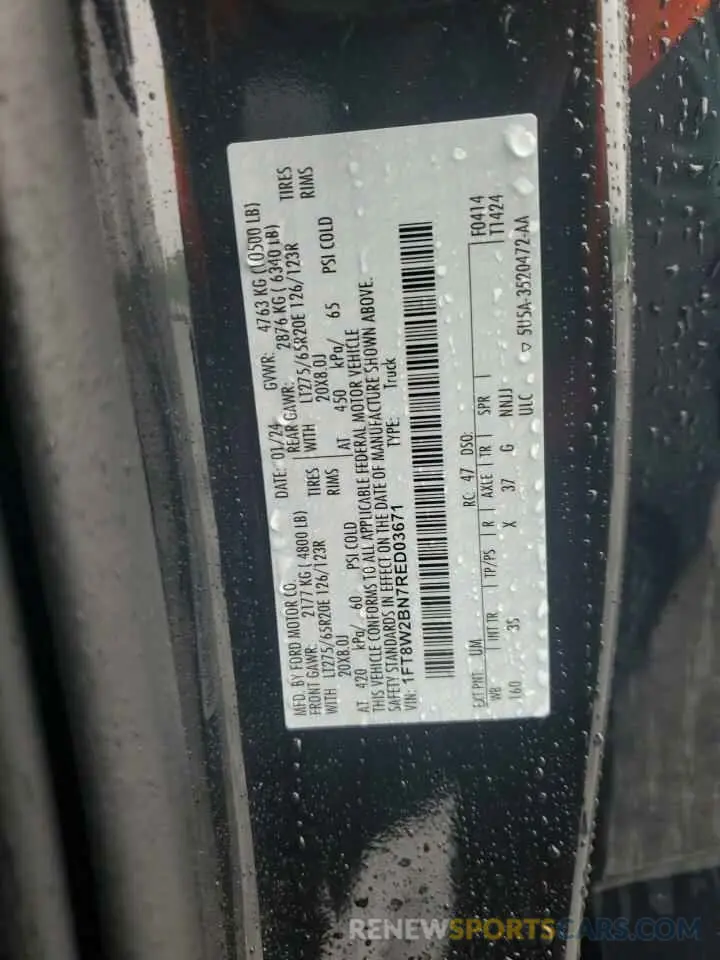 MFD. BY FORD MOTOR CO.
DATE: 01/24 GVWR: 4763 KG (10500 LB)
FRONT GAWR: 2177 KG ( 4800 LB) REAR GAWR: 2876 KG ( 6340 LB)
WITH LT275/65R20E 126/123R TIRES WITH LT275/65R20E 126/123R TIRES
20X8.0J RIMS 20X8.0J RIMS
AT 420 kPa/ 60 PSI COLD AT 450 kPa/ 65 PSI COLD
THIS VEHICLE CONFORMS TO ALL APPLICABLE FEDERAL MOTOR VEHICLE
SAFETY STANDARDS IN EFFECT ON THE DATE OF MANUFACTURE SHOWN ABOVE.
VIN: 1FT8W2BN7RED03671 TYPE: Truck
EXT PNT: UM RC: 47 DSO: F0414
WB INT TR TP/PS R AXLE TR SPR T1424
160 3S X 37 G NNJJ
ULC ▽ 5U5A-3520472-AA
RENEWSPORTSCARS.COM